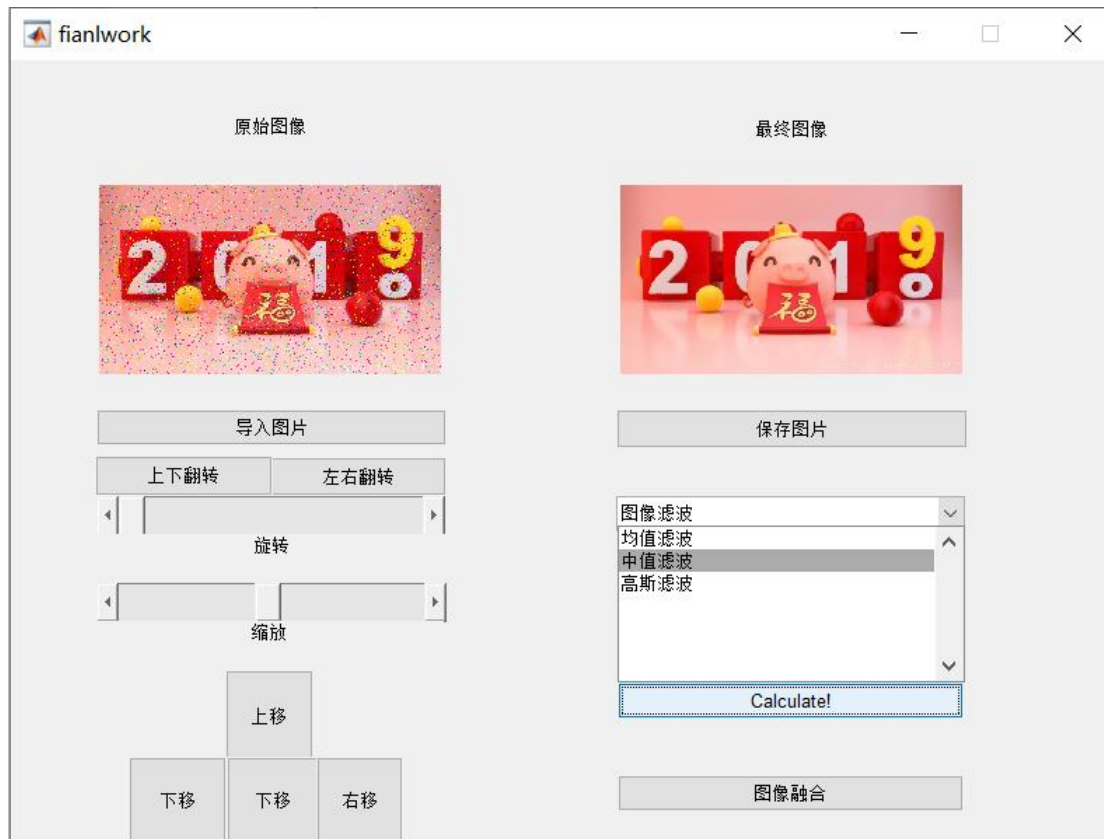 fianlwork
原始图像
最终图像
2019
福
2019
福
导入图片
保存图片
上下翻转
左右翻转
旋转
缩放
上移
下移
下移
右移
图像滤波
均值滤波
中值滤波
高斯滤波
Calculate!
图像融合